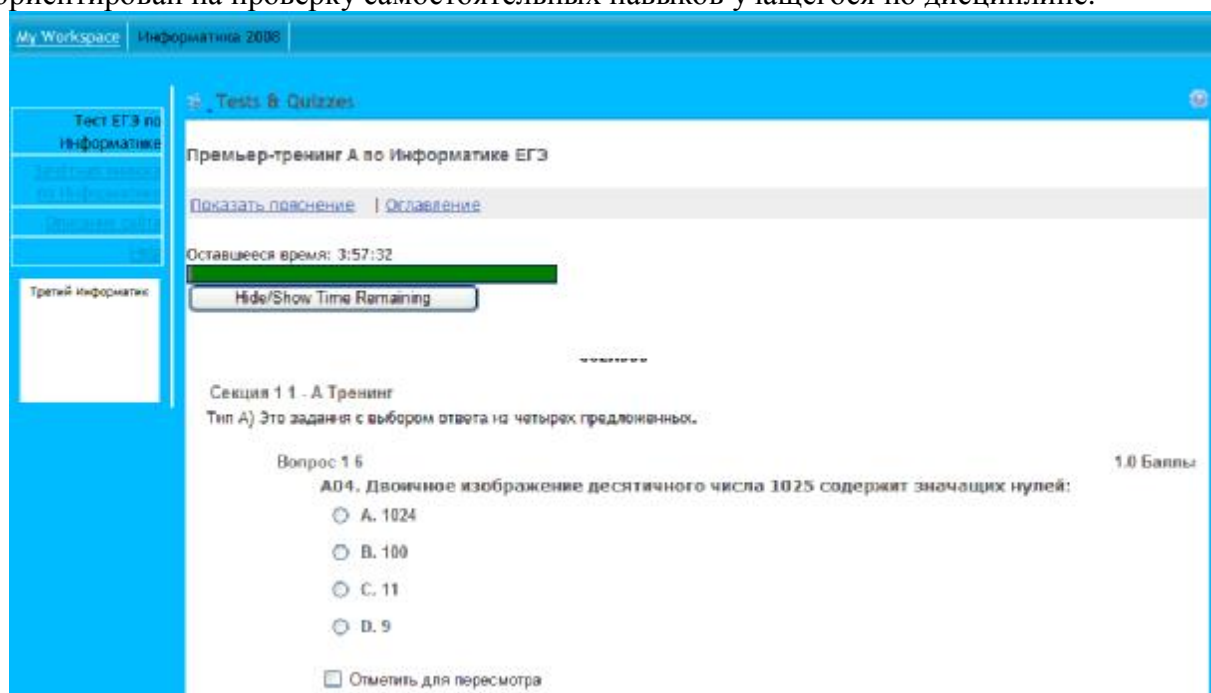 ориентирован на проверку самостоятельных навыков учащегося по дисциплине.
My Workspace Информатика 2008
Tests & Quizzes
Тест ЕГЭ по
Информатике
Премьер-тренинг А по Информатике ЕГЭ
Показать пояснение | Оглавление
Оставшееся время: 3:57:32
Hide/Show Time Remaining
Третий Информатик
Секция 1 1 - А Тренинг
Тип А) Это задания с выбором ответа из четырех предложенных.
Вопрос 1 6 1.0 Баллы
А04. Двоичное изображение десятичного числа 1025 содержит значащих нулей:
A. 1024
B. 100
C. 11
D. 9
Отметить для пересмотра